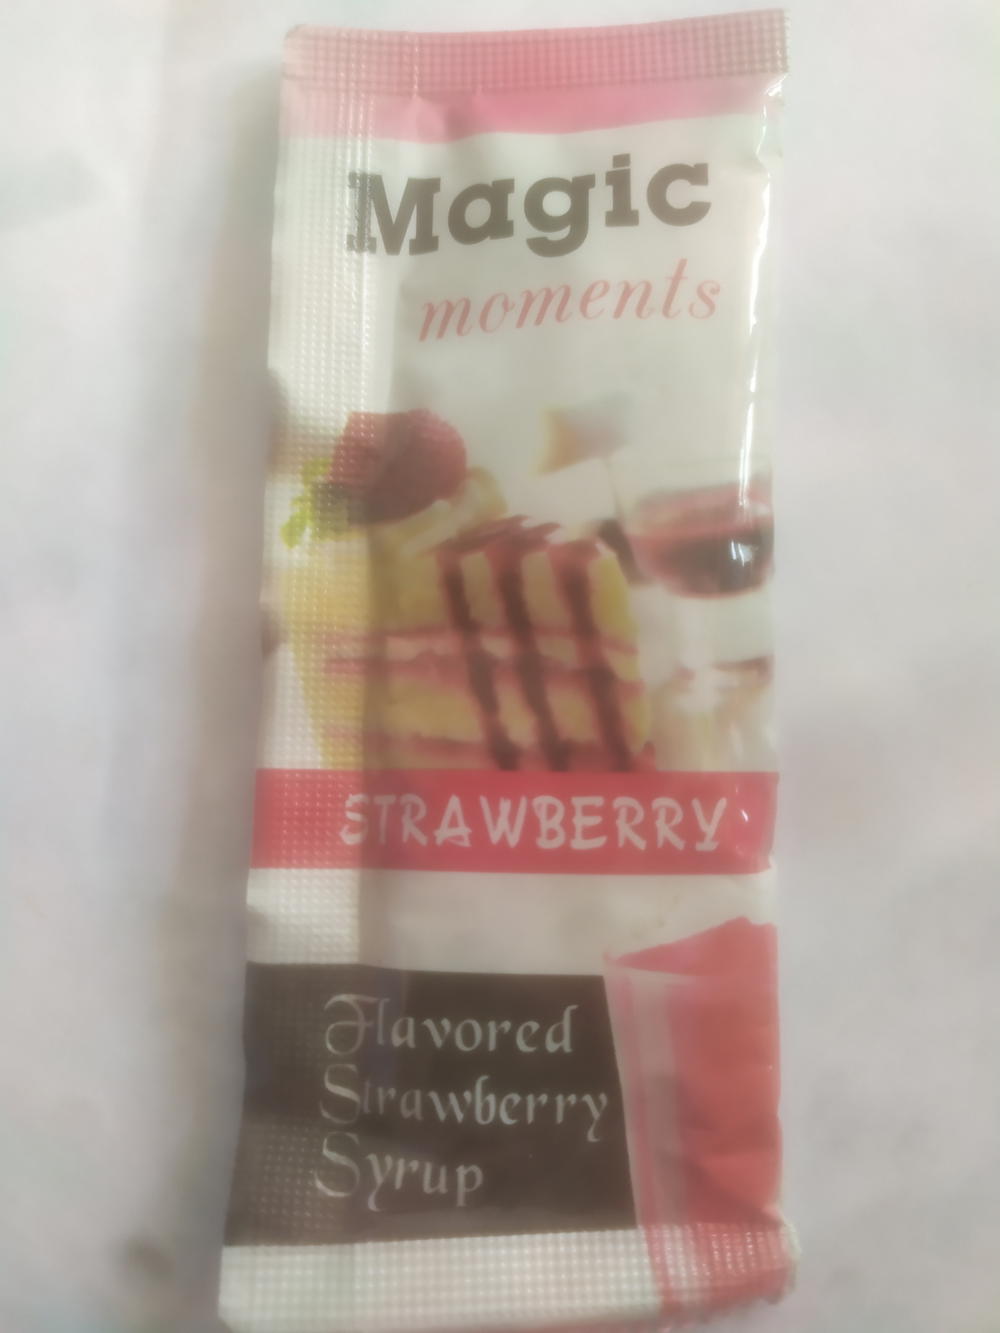 Magic
moments
STRAWBERRY
Flavored
Strawberry
Syrup